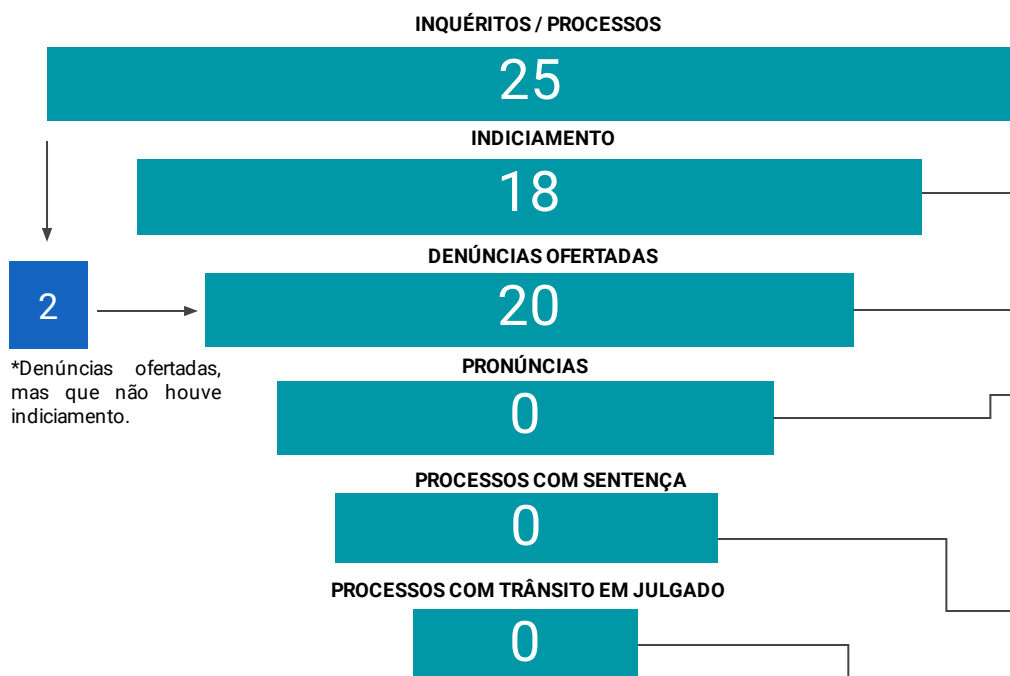 INQUÉRITOS / PROCESSOS
25
INDICIAMENTO
18
DENÚNCIAS OFERTADAS
20
2
*Denúncias ofertadas,
mas que não houve
indiciamento.
PRONÚNCIAS
0
PROCESSOS COM SENTENÇA
0
PROCESSOS COM TRÂNSITO EM JULGADO
0